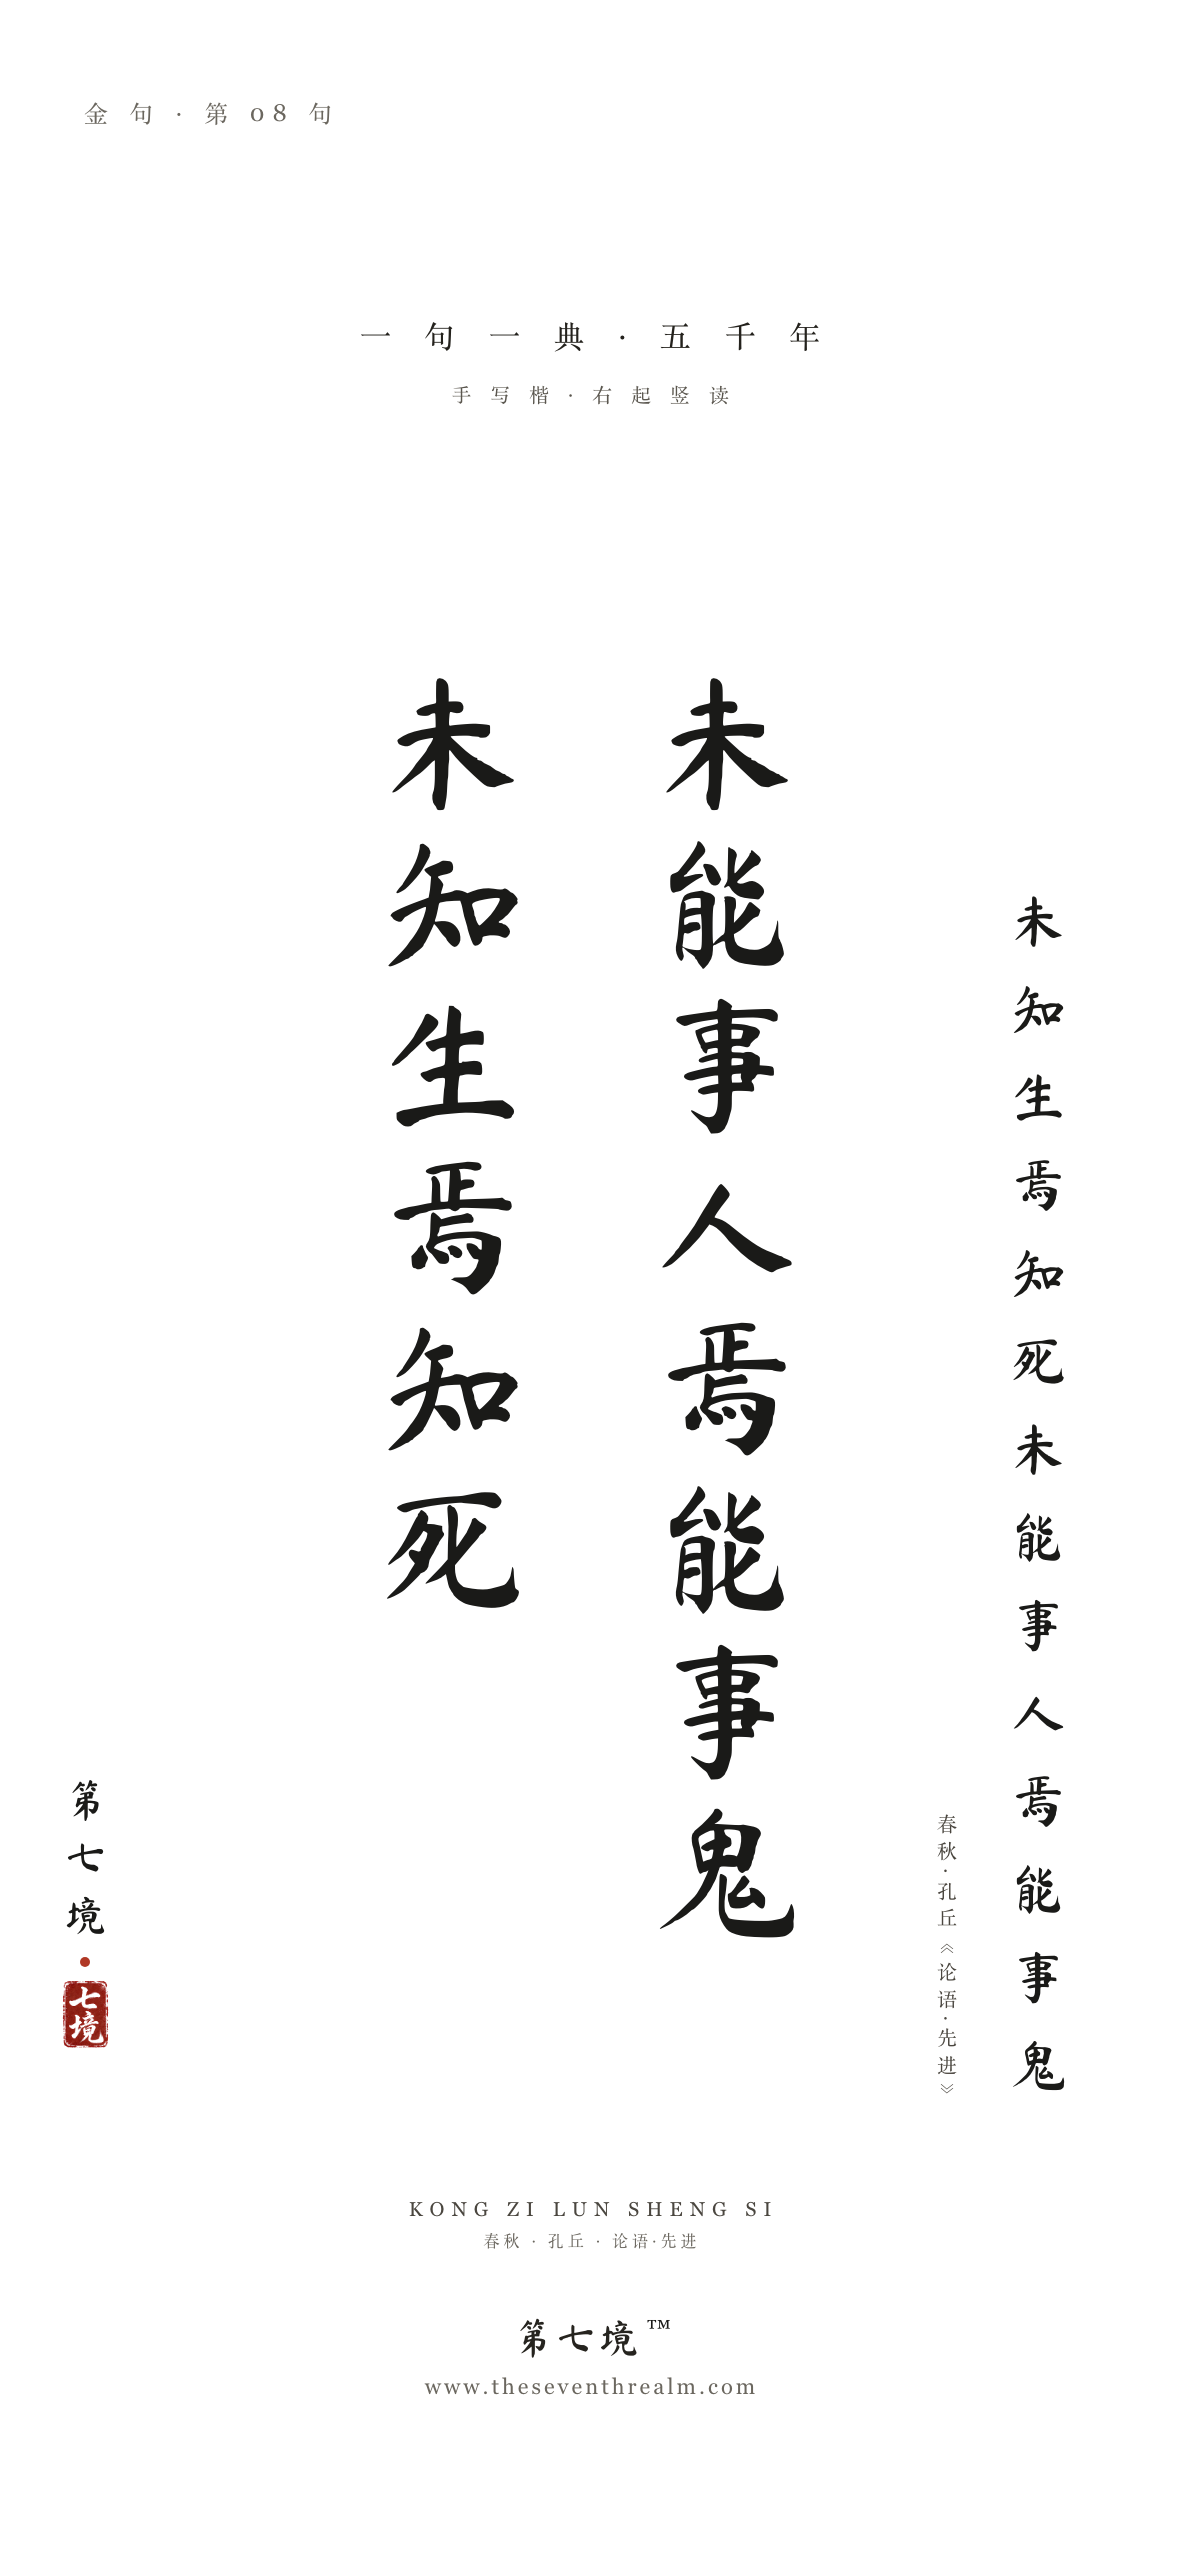 金句·第08句
一句一典·五千年
手写楷·右起竖读
未知生焉知死未能事人焉能事鬼
春秋·孔丘《论语·先进》
未能事人焉能事鬼
未知生焉知死
第七境
七境
KONG ZI LUN SHENG SI
春秋 · 孔丘 · 论语·先进
第七境™
www.theseventhrealm.com